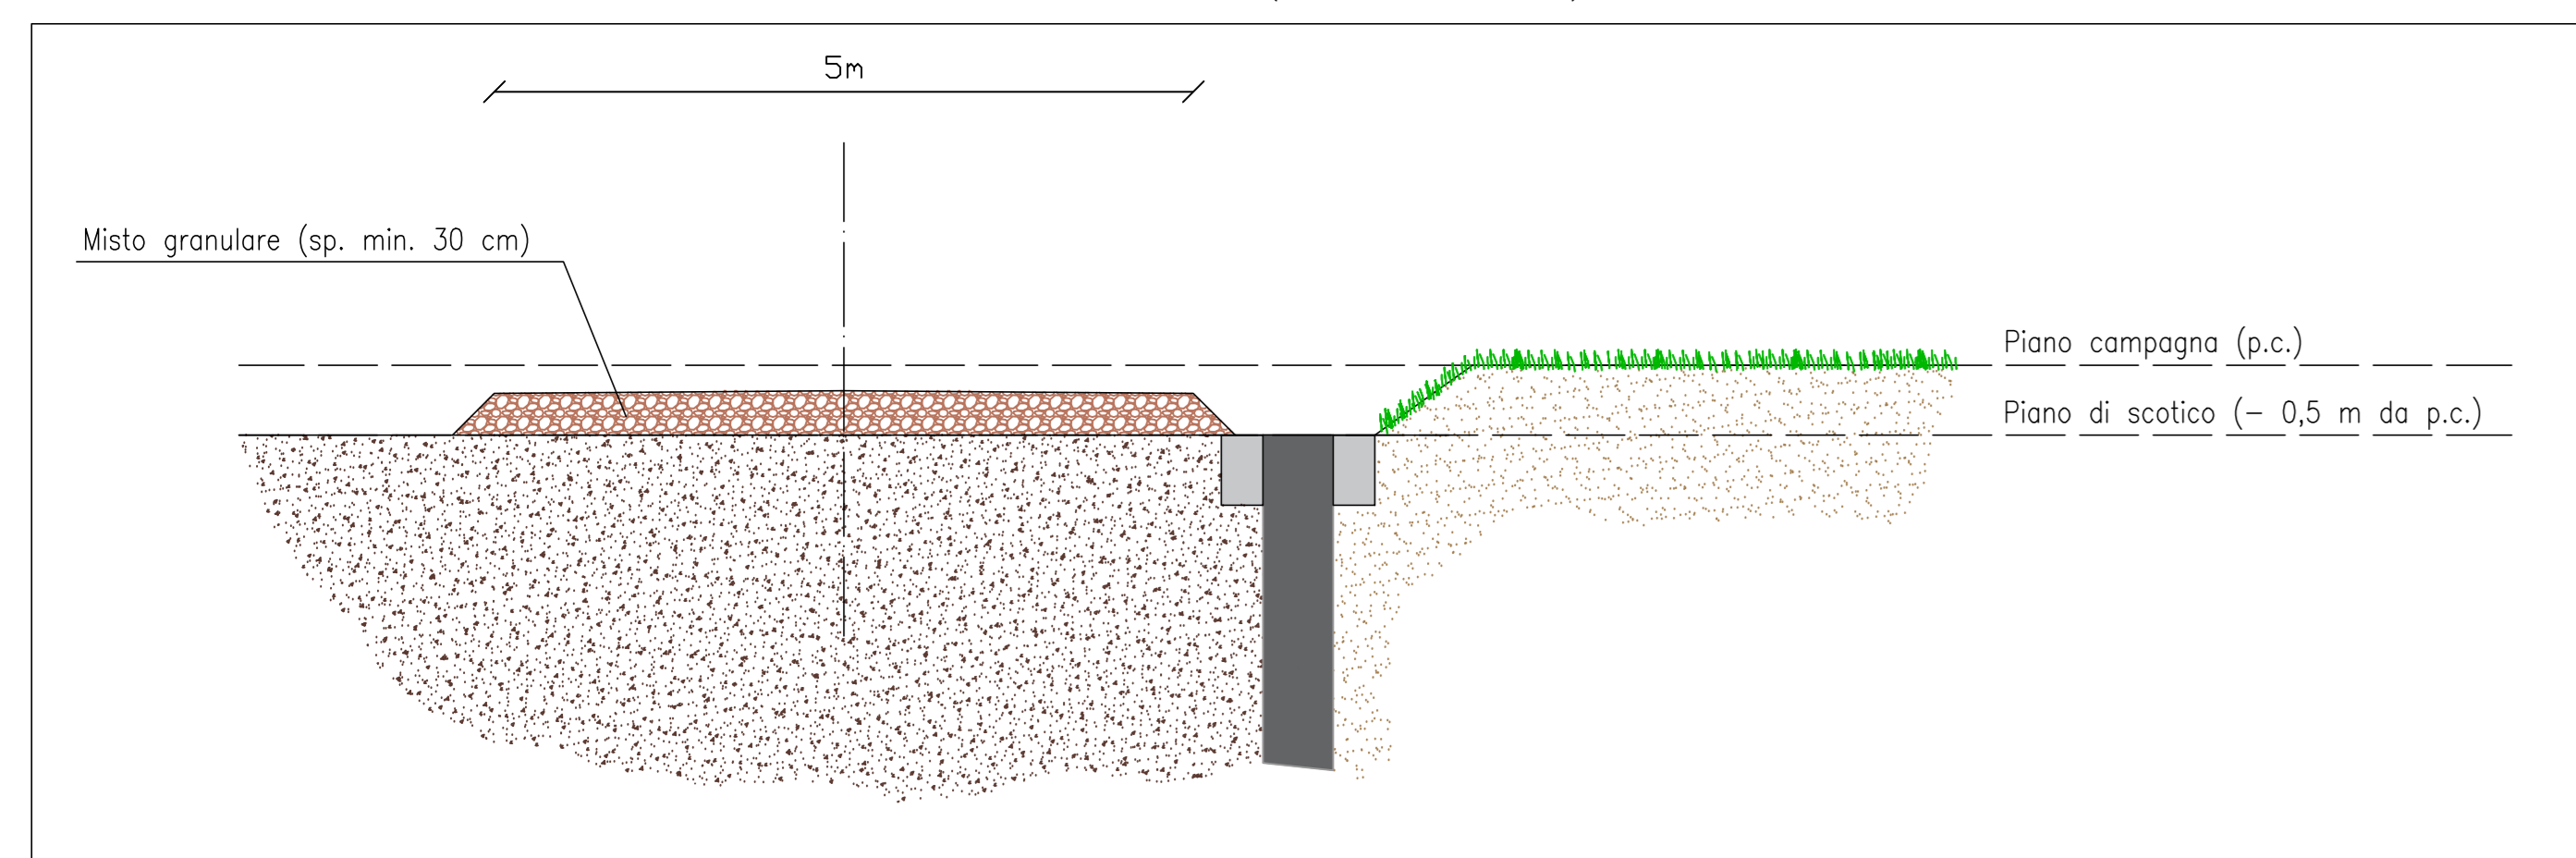 5m
Misto granulare (sp. min. 30 cm)
Piano campagna (p.c.)
Piano di scotico (– 0,5 m da p.c.)